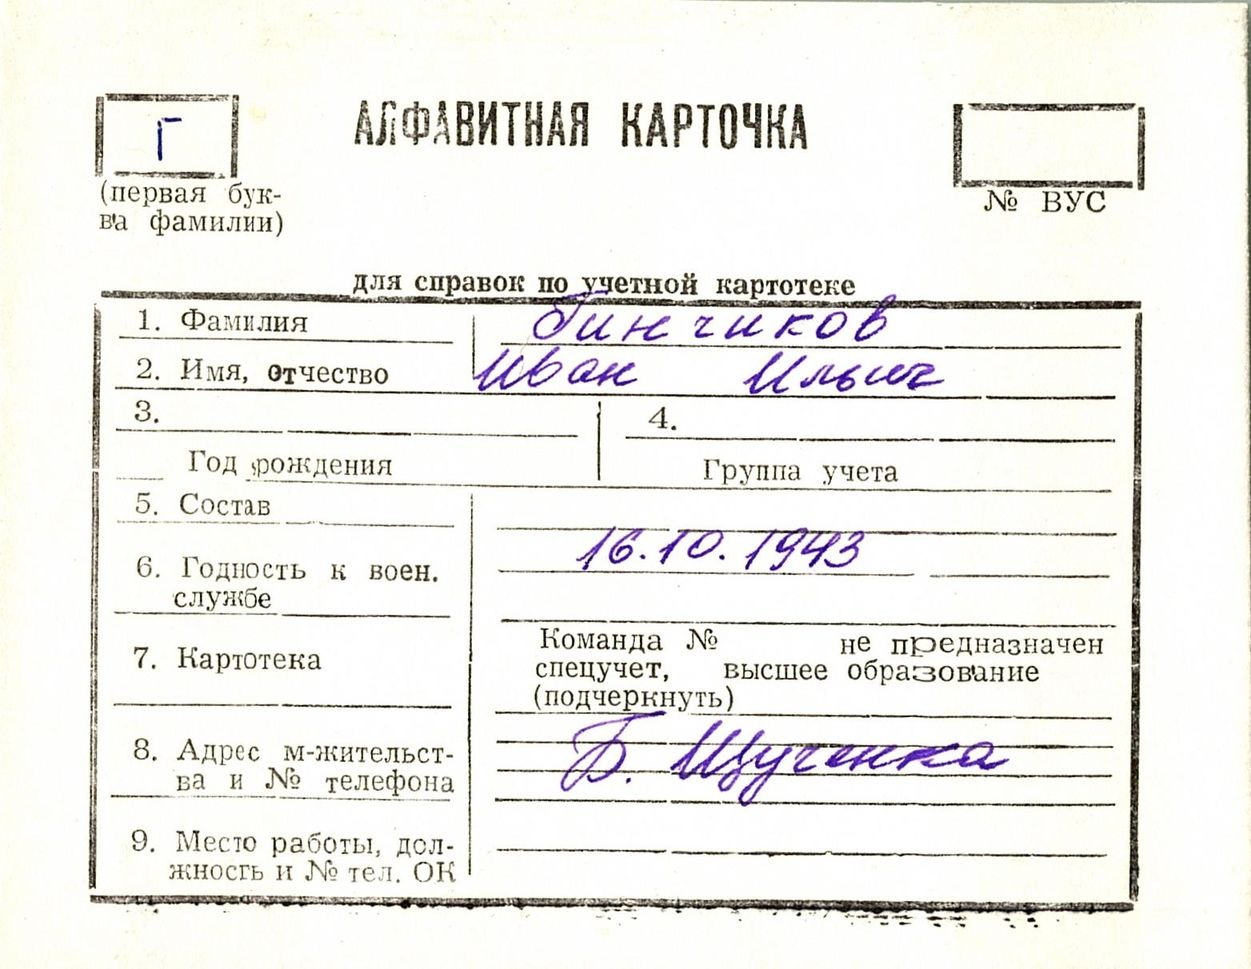 Г
АЛФАВИТНАЯ КАРТОЧКА
(первая бук-
ва фамилии)
№ ВУС
для справок по учетной картотеке
1. Фамилия Гинчиков
2. Имя, отчество Иван Ильич
3. 4.
Год рождения Группа учета
5. Состав
16.10.1943
6. Годность к воен.
службе
7. Картотека
Команда № не предназначен
спецучет, высшее образование
(подчеркнуть)
8. Адрес м-жительст-
ва и № телефона
Б. Щученка
9. Место работы, дол-
жность и № тел. ОК